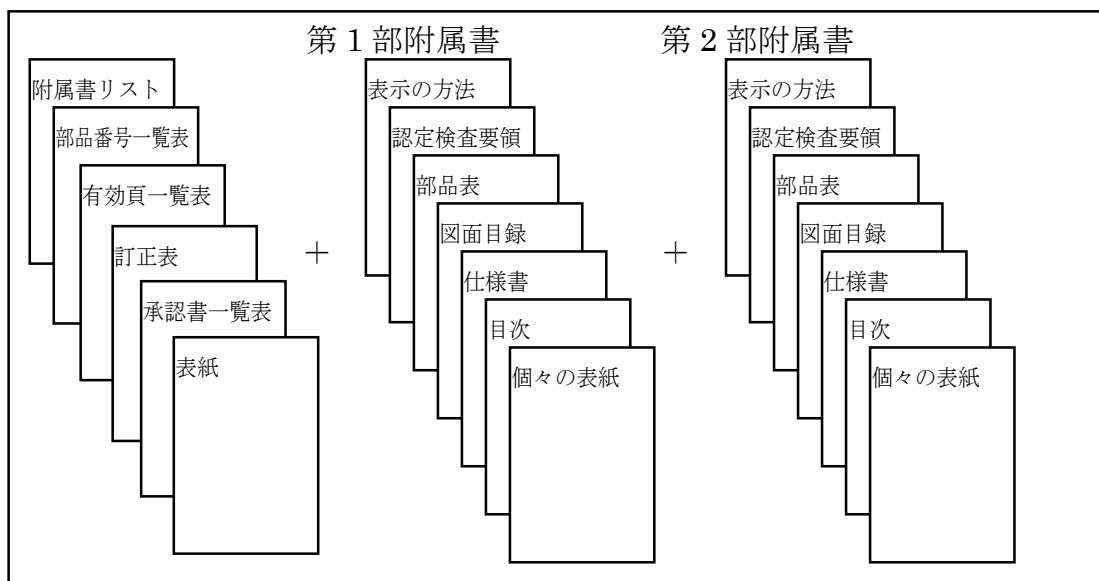 第 1 部附属書
第 2 部附属書
附属書リスト
部品番号一覧表
有効頁一覧表
訂正表
承認書一覧表
表紙
+
表示の方法
認定検査要領
部品表
図面目録
仕様書
目次
個々の表紙
+
表示の方法
認定検査要領
部品表
図面目録
仕様書
目次
個々の表紙